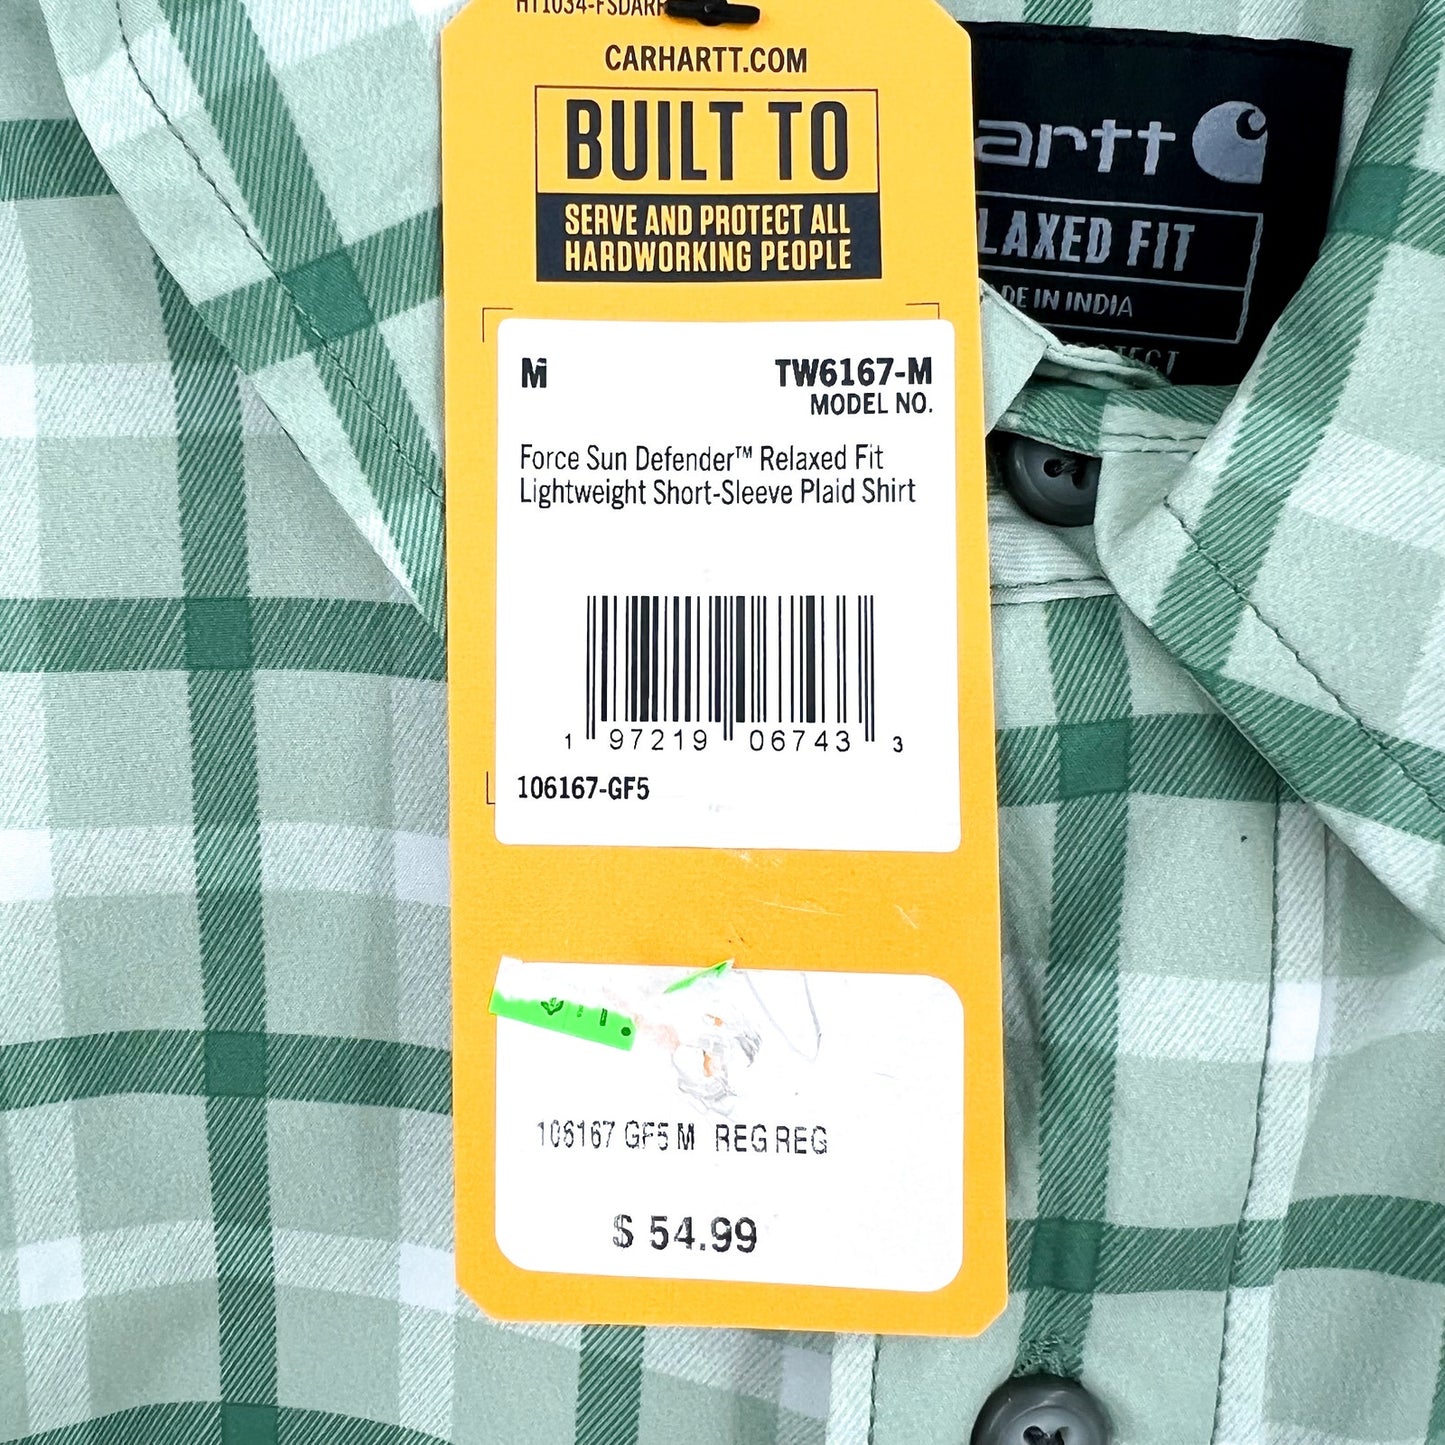 CARHARTT.COM
BUILT TO
SERVE AND PROTECT ALL
HARDWORKING PEOPLE
M
TW6167-M
MODEL NO.
Force Sun Defender™ Relaxed Fit
Lightweight Short-Sleeve Plaid Shirt
1 97219 06743 3
106167-GF5
106167 GF5 M REG REG
$ 54.99
artt
LAXED FIT
DE IN INDIA